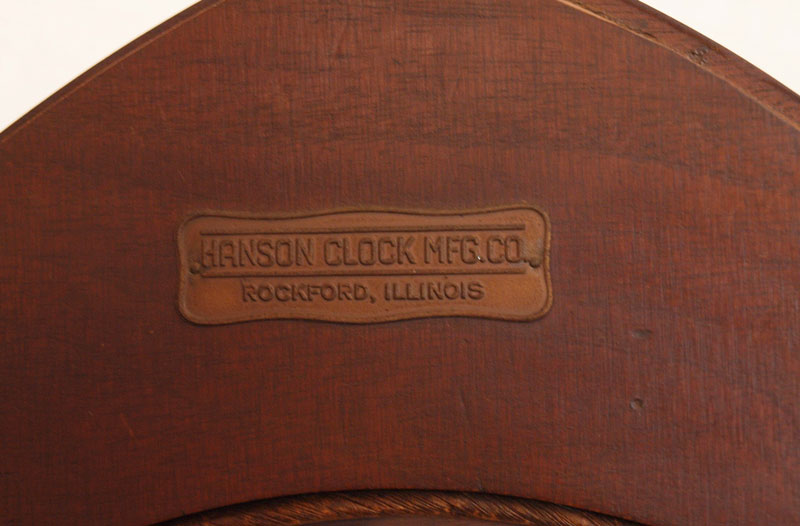 HANSON CLOCK MFG. CO.
ROCKFORD, ILLINOIS